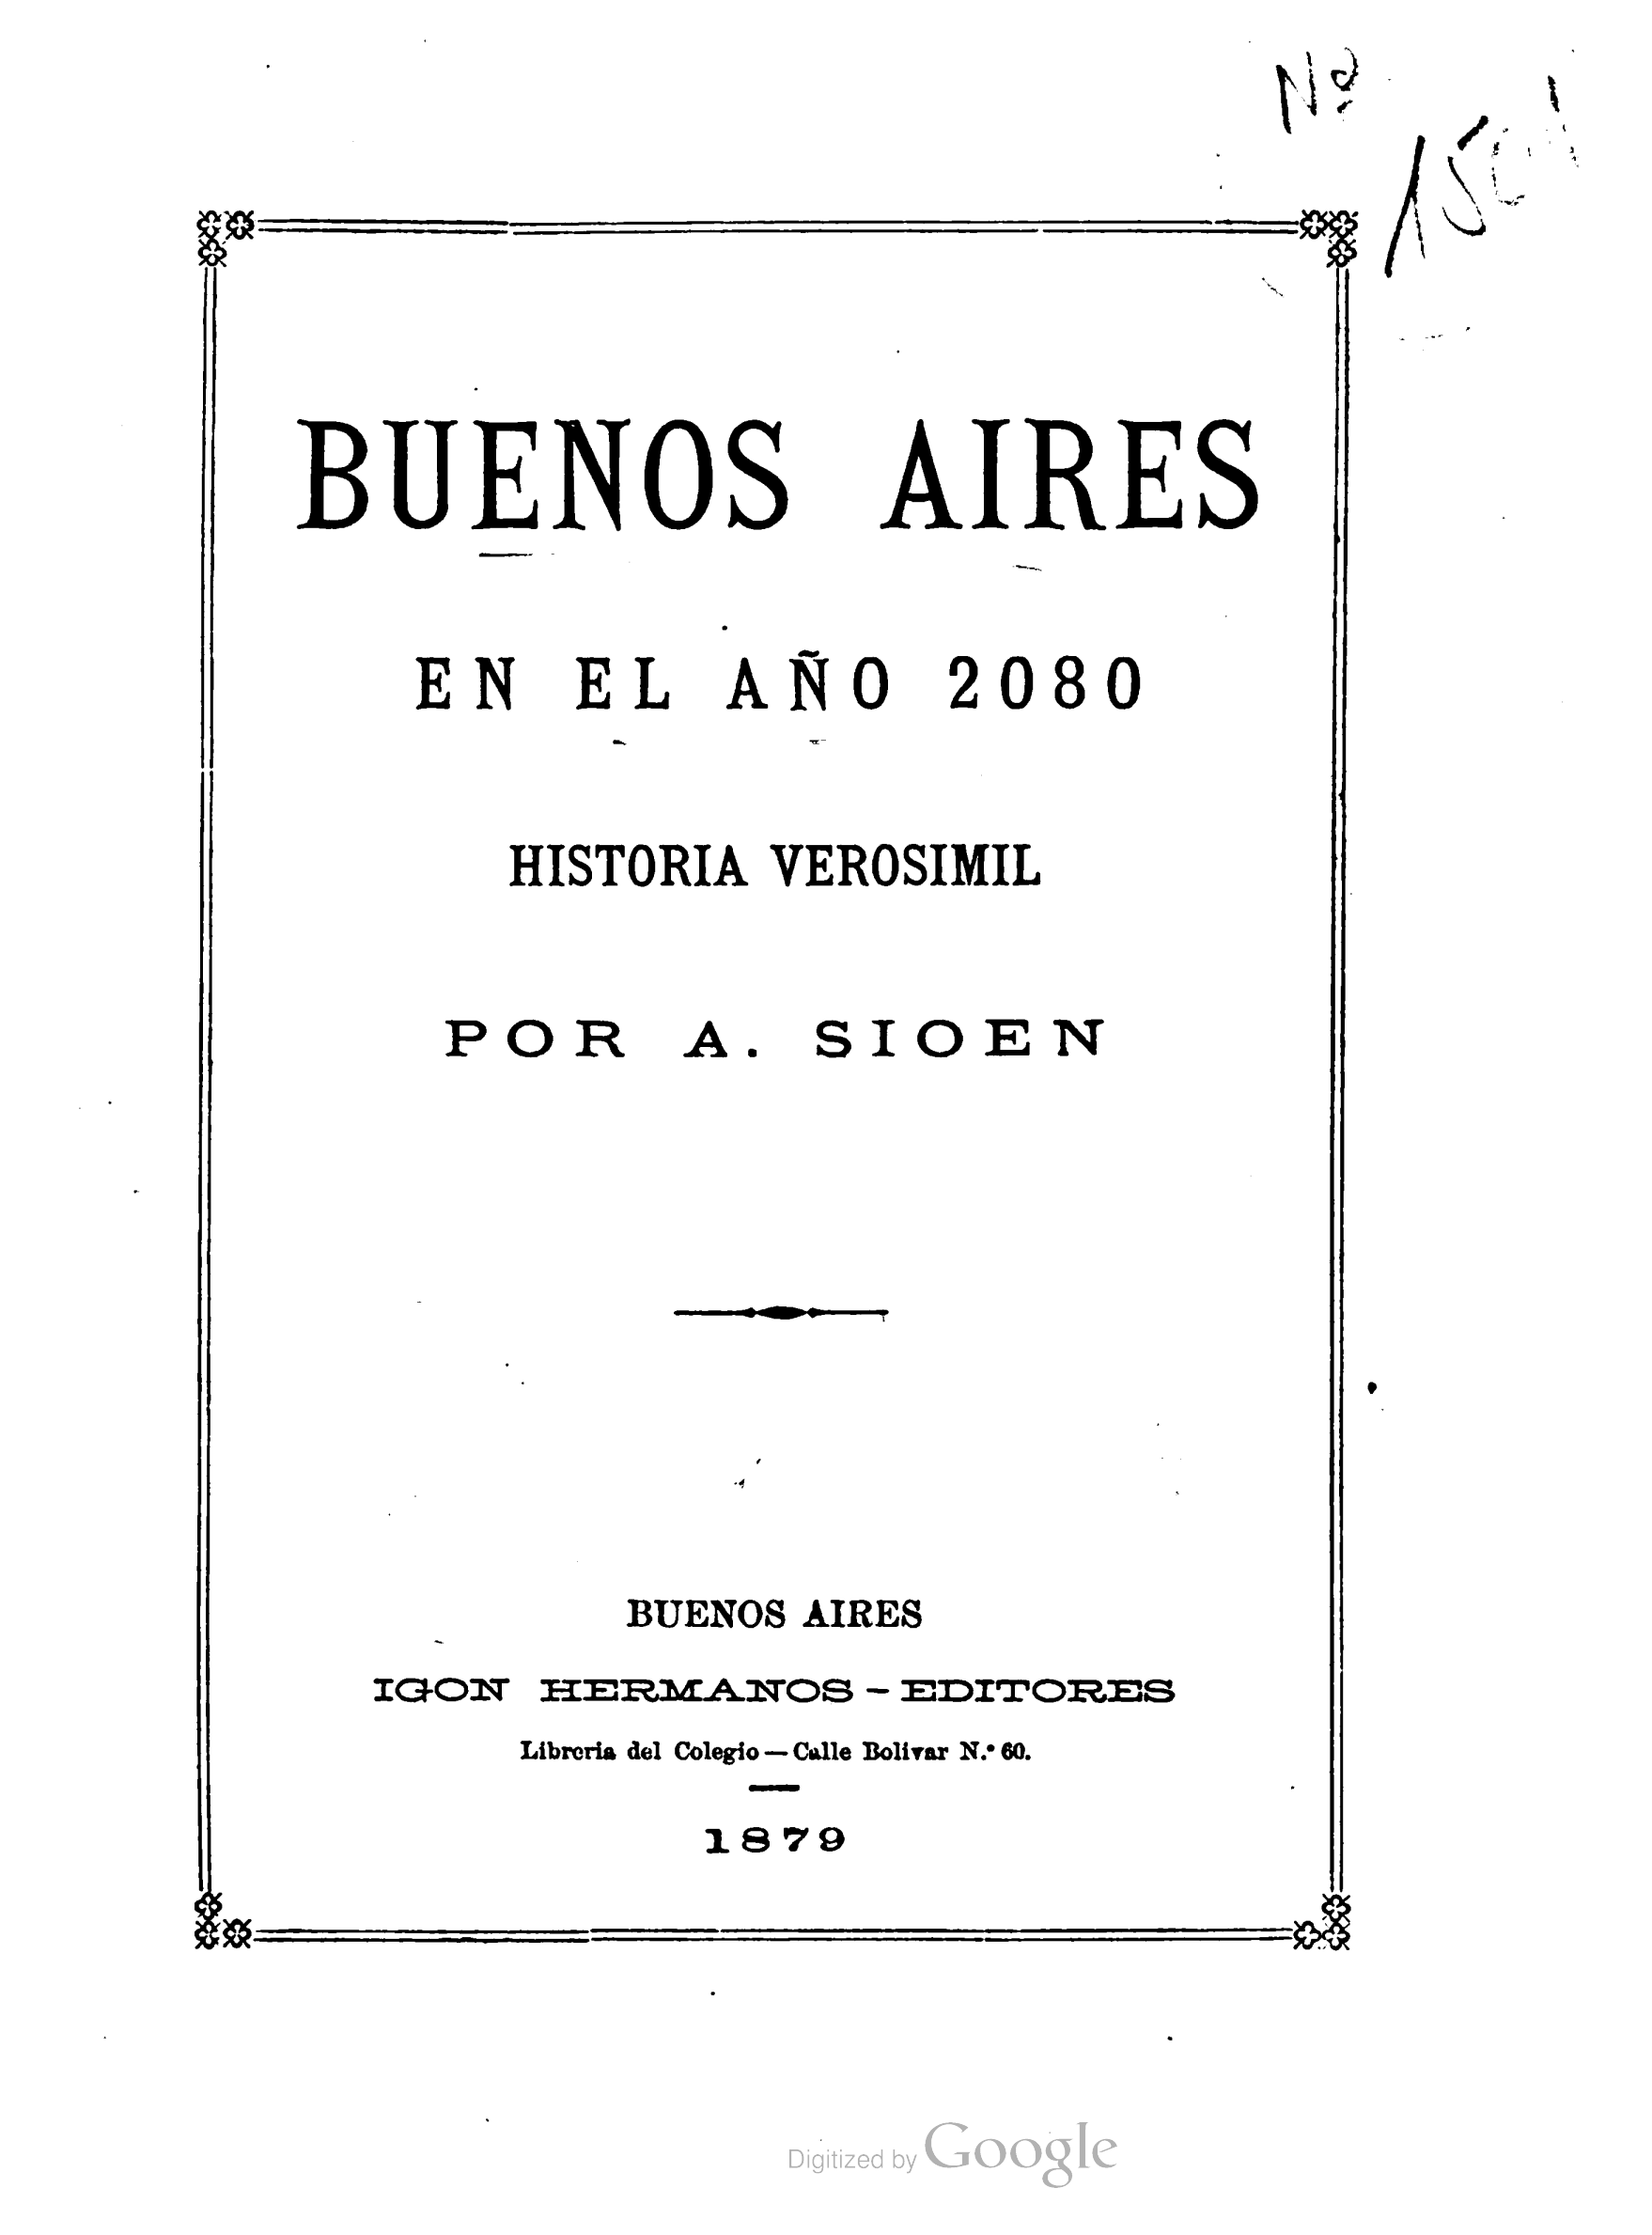 Nº
BUENOS AIRES
EN EL AÑO 2080
HISTORIA VEROSIMIL
POR A. SIOEN
BUENOS AIRES
IGON HERMANOS - EDITORES
Libreria del Colegio — Calle Bolivar N.º 60.
1879
Digitized by Google